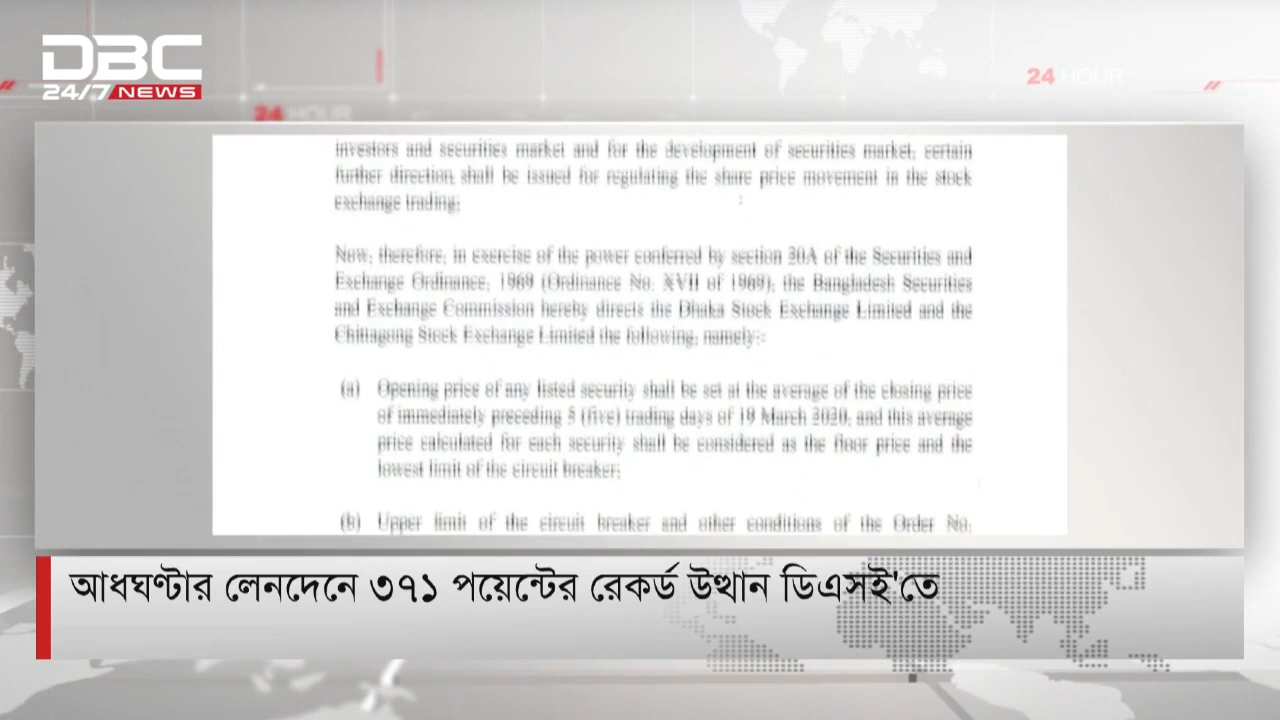 DBC
24/7 NEWS
24 HOUR
24 HOUR
investors and securities market and for the development of securities market, certain
further direction shall be issued for regulating the share price movement in the stock
exchange trading;
Now, therefore, in exercise of the power conferred by section 20A of the Securities and
Exchange Ordinance, 1969 (Ordinance No. XVII of 1969), the Bangladesh Securities
and Exchange Commission hereby directs the Dhaka Stock Exchange Limited and the
Chittagong Stock Exchange Limited the following, namely:-
(a) Opening price of any listed security shall be set at the average of the closing price
of immediately preceding 5 (five) trading days of 19 March 2020, and this average
price calculated for each security shall be considered as the floor price and the
lowest limit of the circuit breaker;
(b) Upper limit of the circuit breaker and other conditions of the Order No.
আধঘণ্টার লেনদেনে ৩৭১ পয়েন্টের রেকর্ড উত্থান ডিএসই'তে